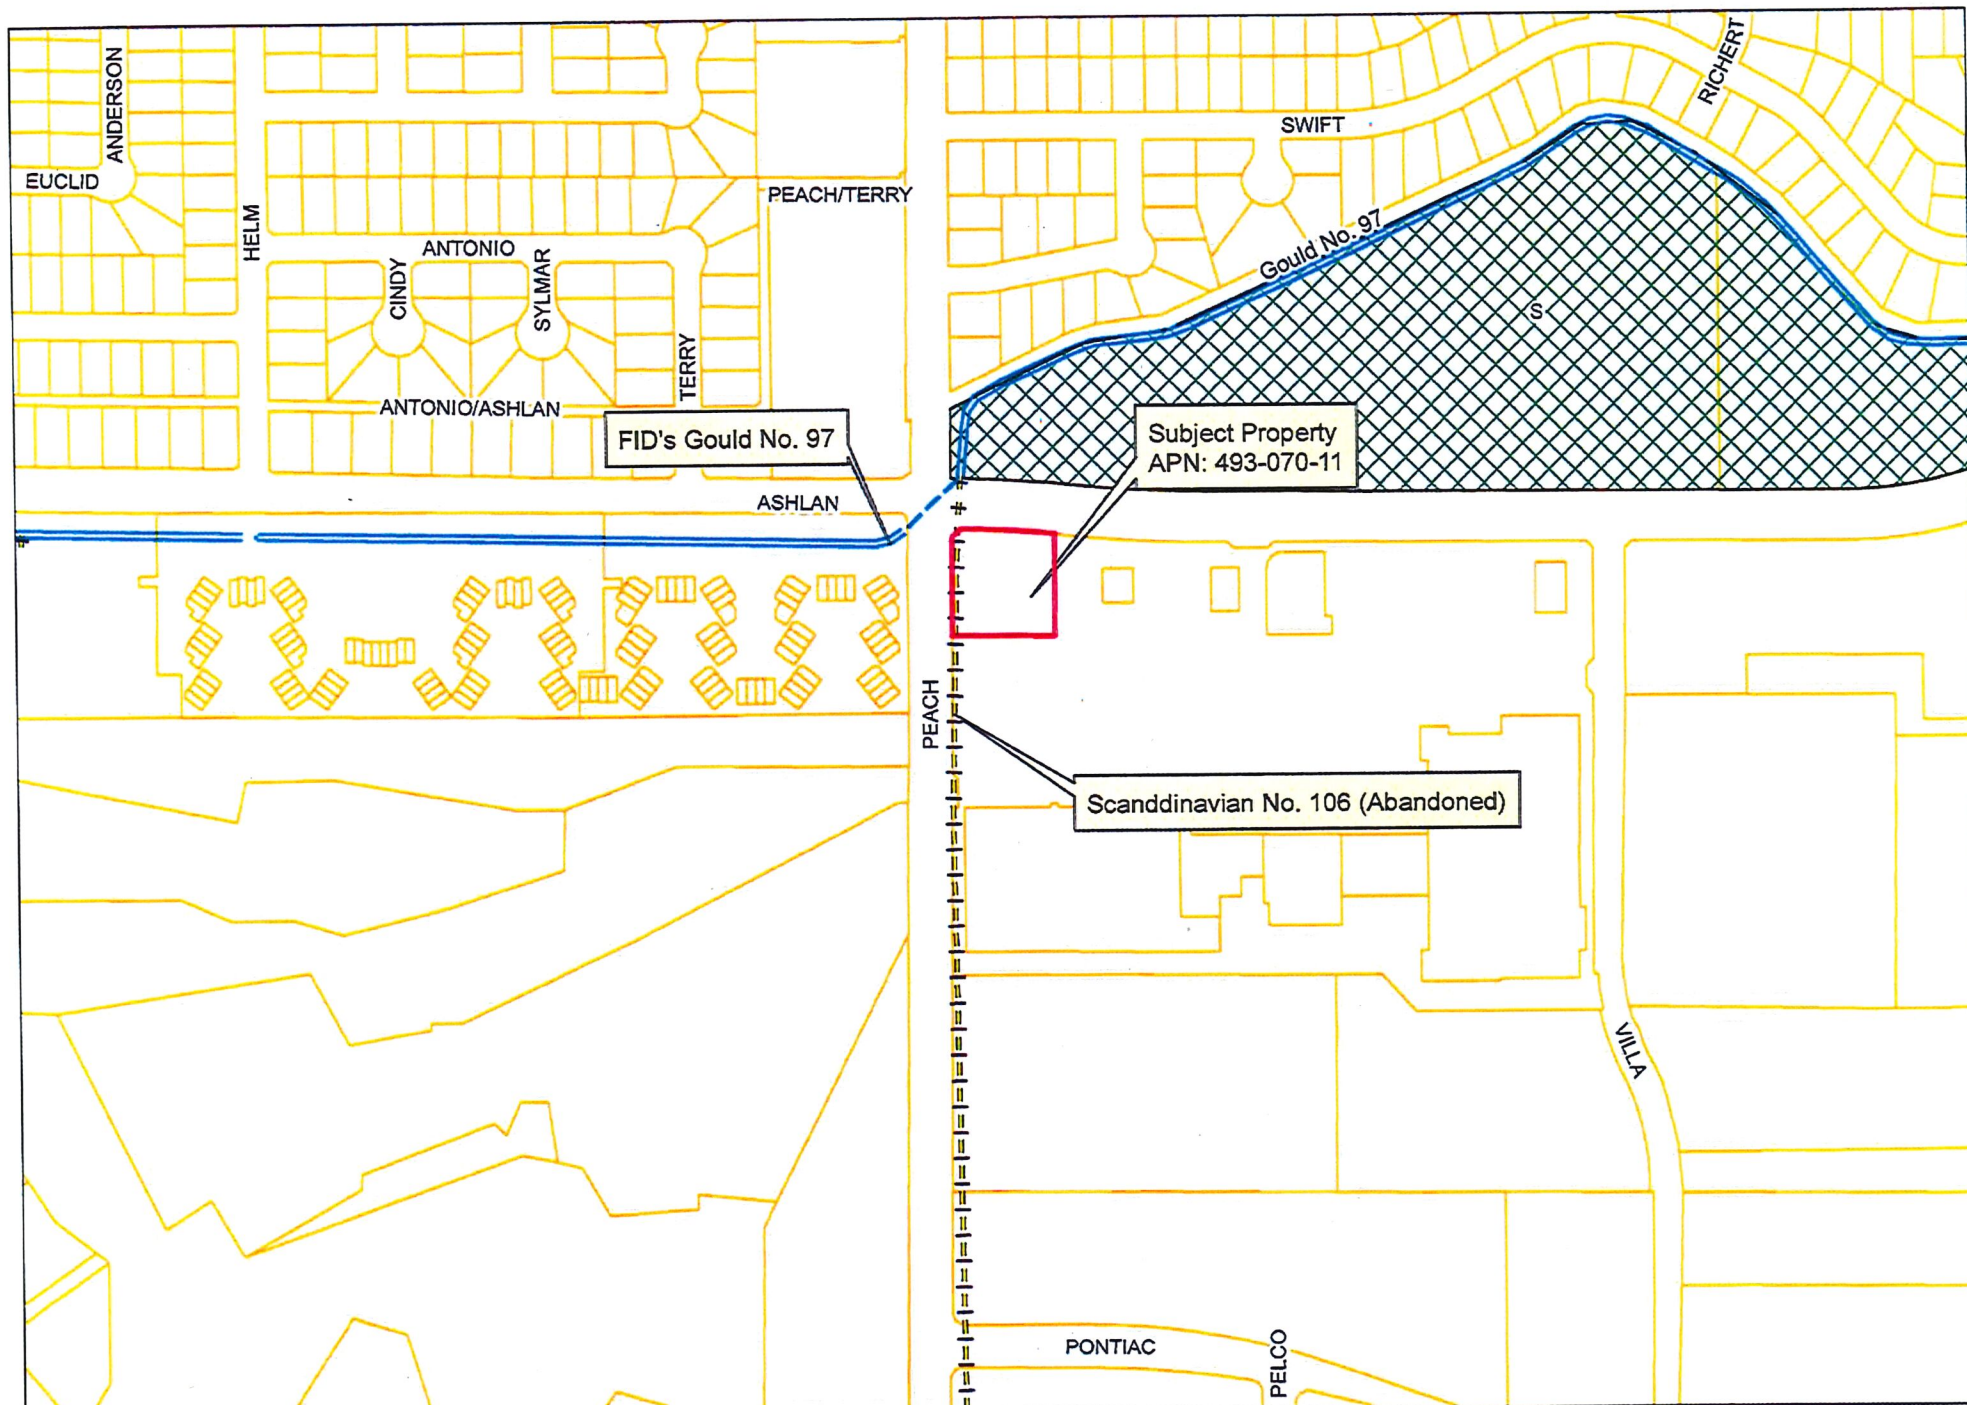 ANDERSON
RICHERT
SWIFT
EUCLID
PEACH/TERRY
HELM
ANTONIO
Gould No. 97
CINDY
SYLMAR
S
TERRY
ANTONIO/ASHLAN
FID's Gould No. 97
Subject Property
APN: 493-070-11
ASHLAN
PEACH
Scanddinavian No. 106 (Abandoned)
VILLA
PONTIAC
PELCO